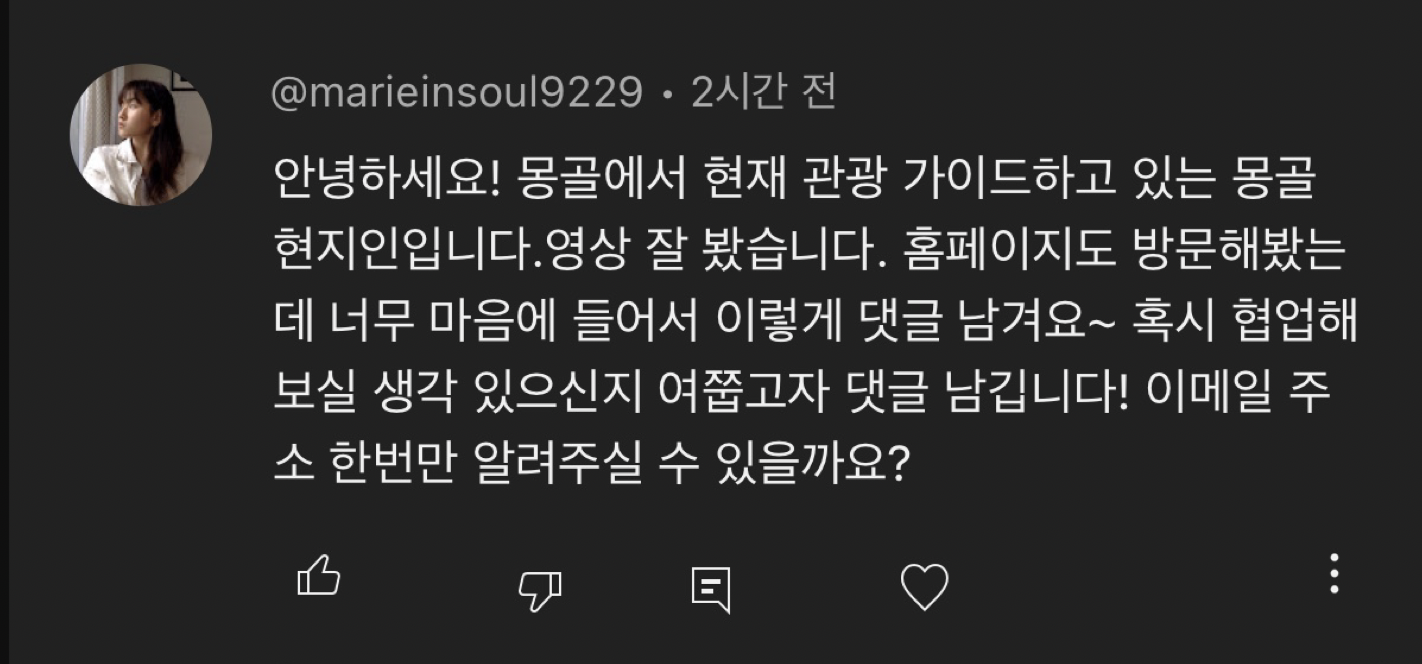 @marieinsoul9229 • 2시간 전
안녕하세요! 몽골에서 현재 관광 가이드하고 있는 몽골
현지인입니다.영상 잘 봤습니다. 홈페이지도 방문해봤는
데 너무 마음에 들어서 이렇게 댓글 남겨요~ 혹시 협업해
보실 생각 있으신지 여쭙고자 댓글 남깁니다! 이메일 주
소 한번만 알려주실 수 있을까요?